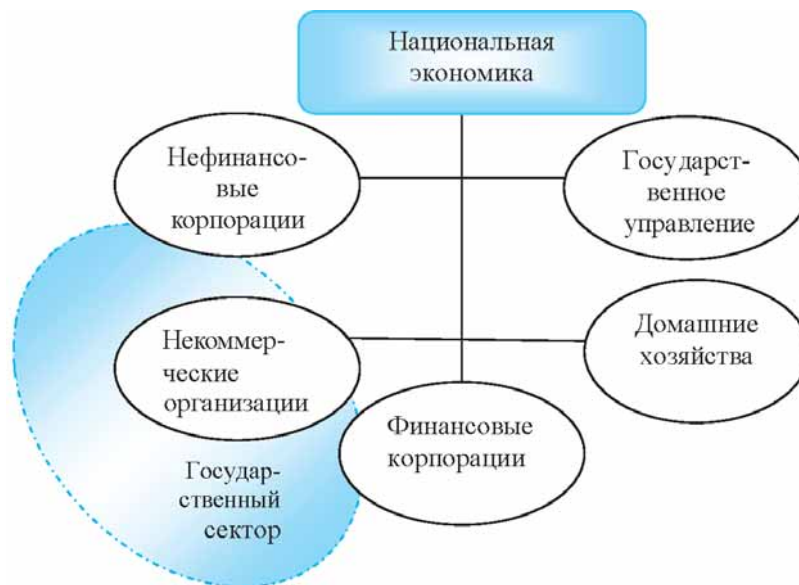 Национальная
экономика
Нефинансо-
вые
корпорации
Государст-
венное
управление
Некоммер-
ческие
организации
Домашние
хозяйства
Финансовые
корпорации
Государ-
ственный
сектор